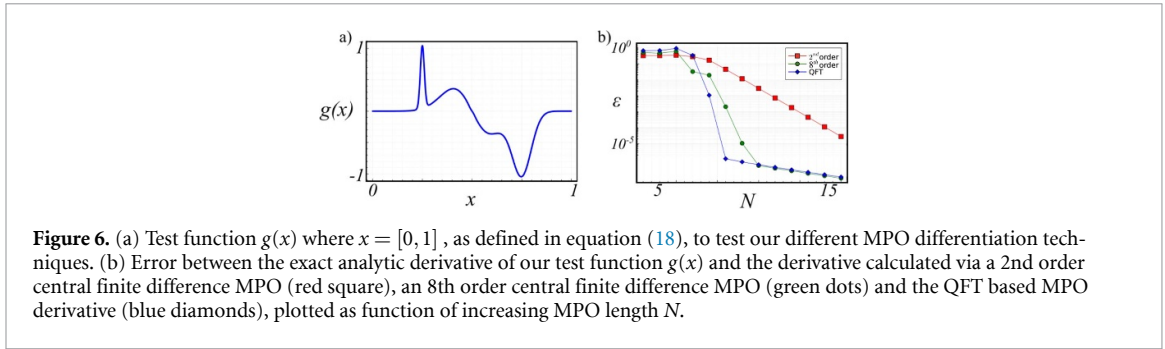 a)
1
g(x)
-1
0
x
1
b)
10⁰
ε
10⁻⁵
5
N
15
2ⁿᵈ order
8ᵗʰ order
QFT
Figure 6. (a) Test function g(x) where x = [0, 1] , as defined in equation (18), to test our different MPO differentiation tech-
niques. (b) Error between the exact analytic derivative of our test function g(x) and the derivative calculated via a 2nd order
central finite difference MPO (red square), an 8th order central finite difference MPO (green dots) and the QFT based MPO
derivative (blue diamonds), plotted as function of increasing MPO length N.